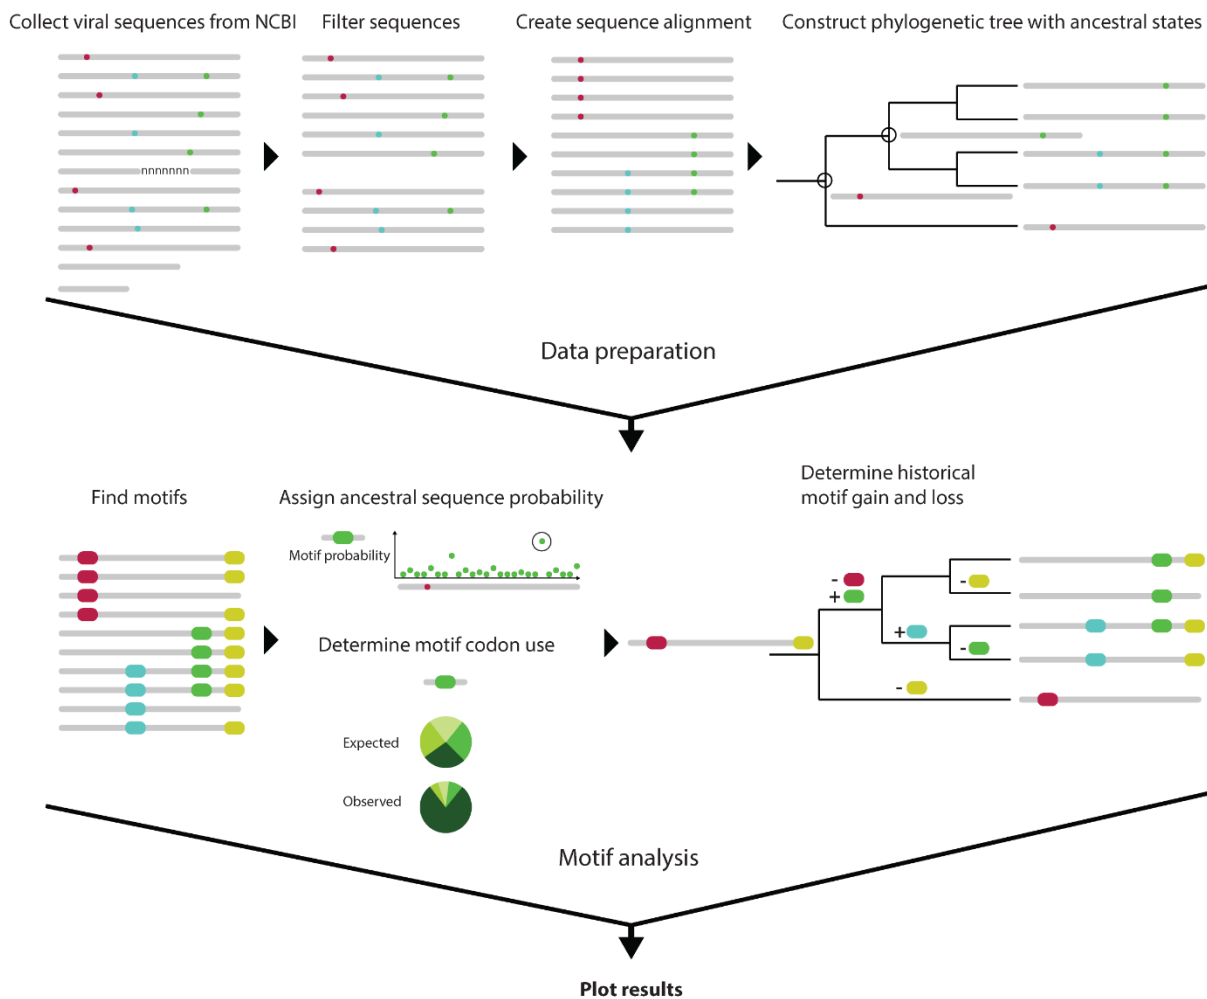 Collect viral sequences from NCBI
Filter sequences
Create sequence alignment
Construct phylogenetic tree with ancestral states
nnnnnnn
Data preparation
Find motifs
Assign ancestral sequence probability
Motif probability
Determine motif codon use
Expected
Observed
Determine historical
motif gain and loss
-
+
-
+
-
-
Motif analysis
Plot results